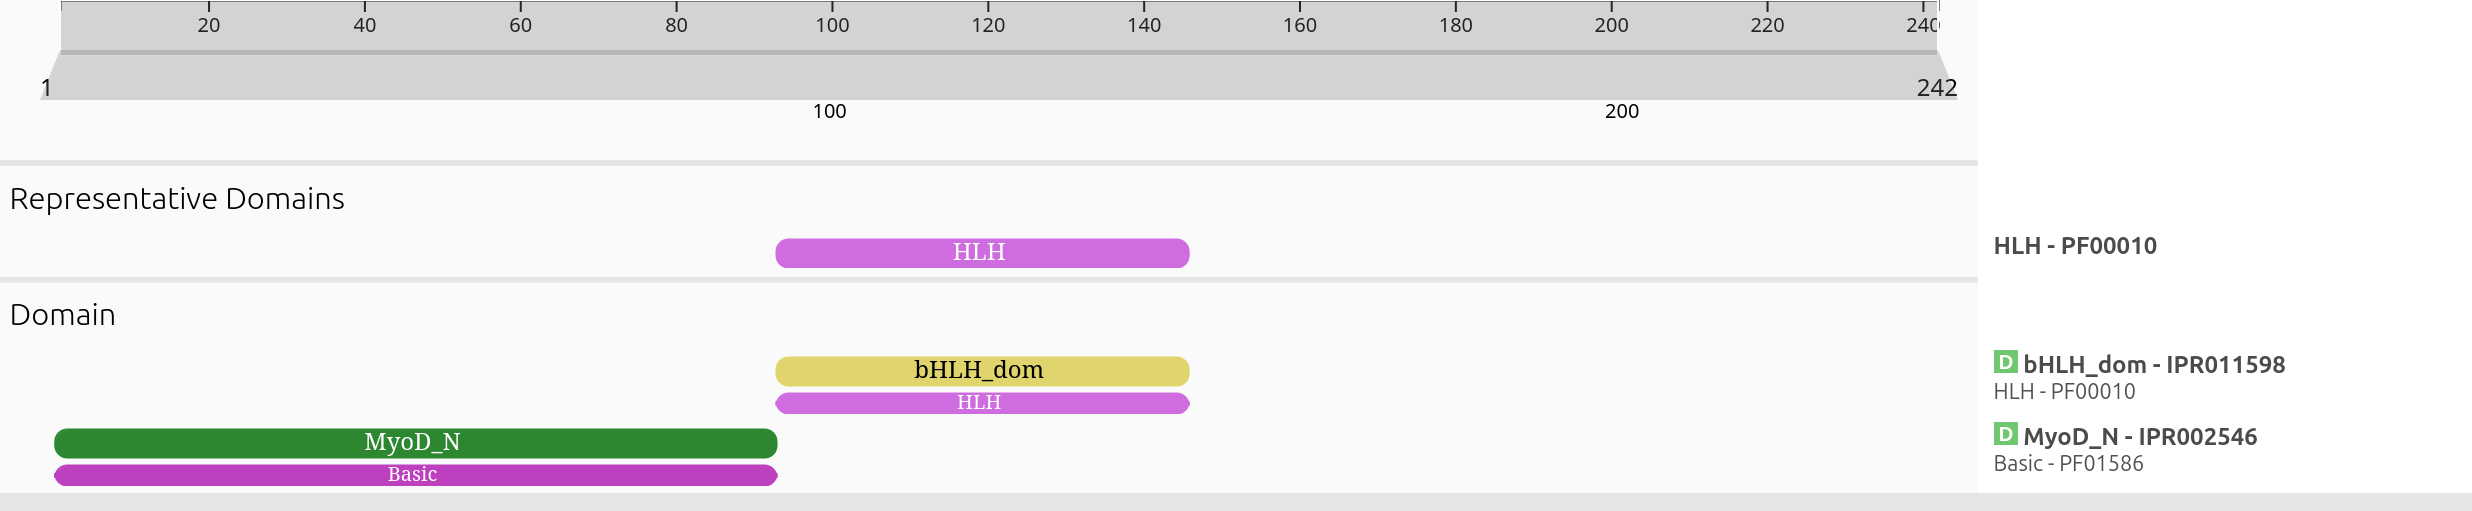 20 40 60 80 100 120 140 160 180 200 220 240
1 242
100 200
Representative Domains
HLH HLH - PF00010
Domain
bHLH_dom D bHLH_dom - IPR011598
HLH HLH - PF00010
MyoD_N D MyoD_N - IPR002546
Basic Basic - PF01586